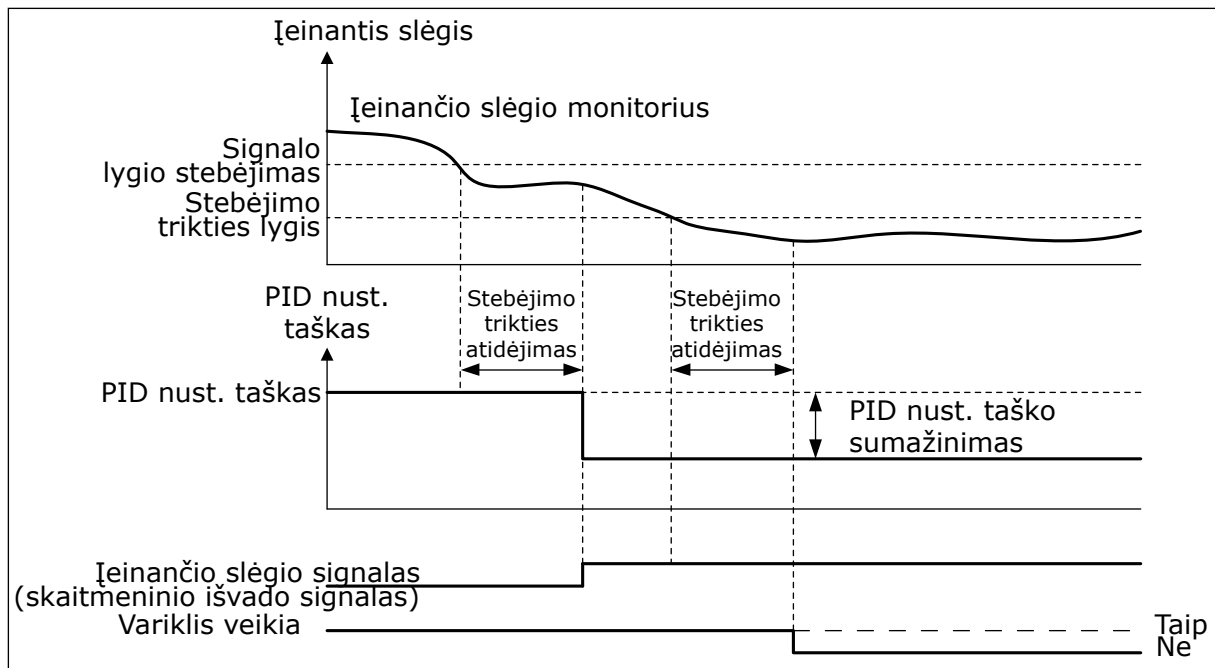 Įeinantis slėgis
Įeinančio slėgio monitorius
Signalo
lygio stebėjimas
Stebėjimo
trikties lygis
PID nust.
taškas
Stebėjimo
trikties
atidėjimas
Stebėjimo
trikties
atidėjimas
PID nust. taškas
PID nust. taško
sumažinimas
Įeinančio slėgio signalas
(skaitmeninio išvado signalas)
Variklis veikia
Taip
Ne